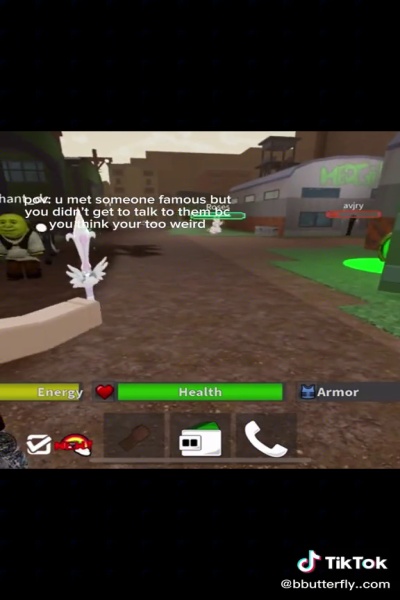 pov: u met someone famous but
you didn't get to talk to them bc
you think your too weird
avjry
Energy
Health
Armor
TikTok
@bbutterfly..com